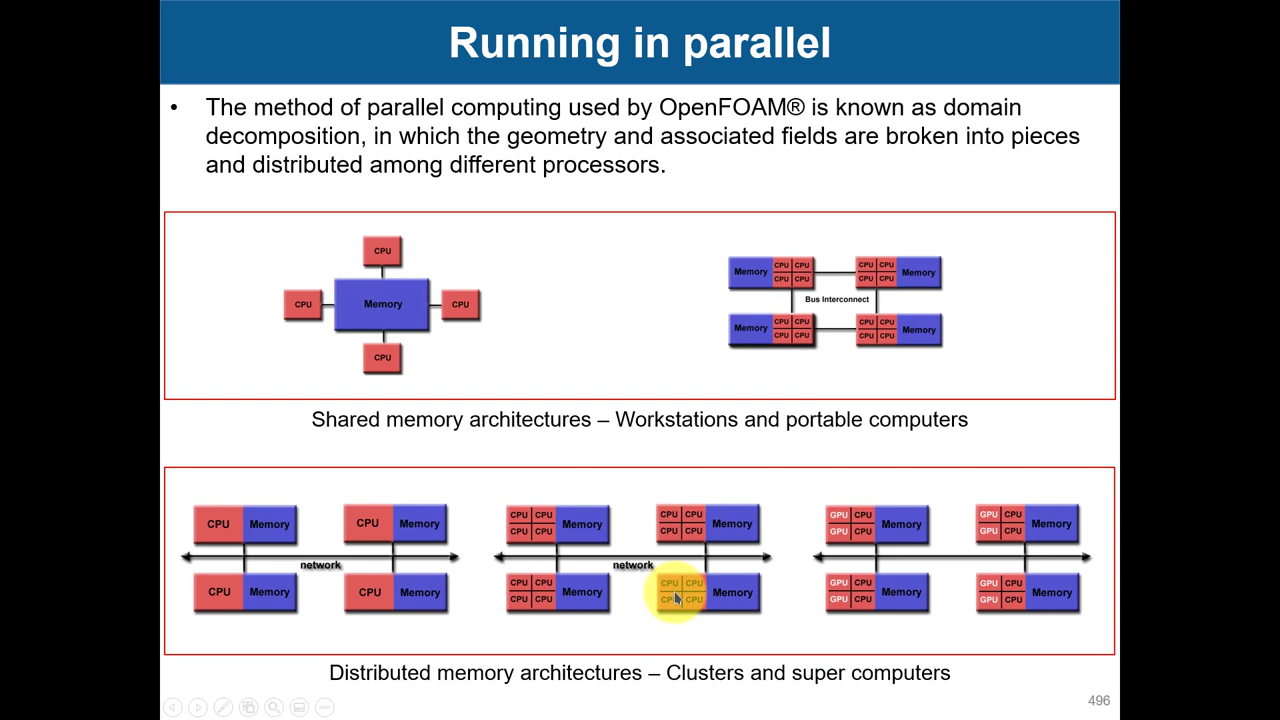 Running in parallel
• The method of parallel computing used by OpenFOAM® is known as domain
decomposition, in which the geometry and associated fields are broken into pieces
and distributed among different processors.
CPU
CPU Memory CPU
CPU
Memory CPU CPU CPU CPU Memory
CPU CPU CPU CPU
Bus Interconnect
Memory CPU CPU CPU CPU Memory
CPU CPU CPU CPU
Shared memory architectures – Workstations and portable computers
CPU Memory CPU Memory
network
CPU Memory CPU Memory
CPU CPU Memory CPU CPU Memory
CPU CPU CPU CPU
network
CPU CPU Memory CPU CPU Memory
CPU CPU CPU CPU
GPU CPU Memory GPU CPU Memory
GPU CPU GPU CPU
GPU CPU Memory GPU CPU Memory
GPU CPU GPU CPU
Distributed memory architectures – Clusters and super computers
496